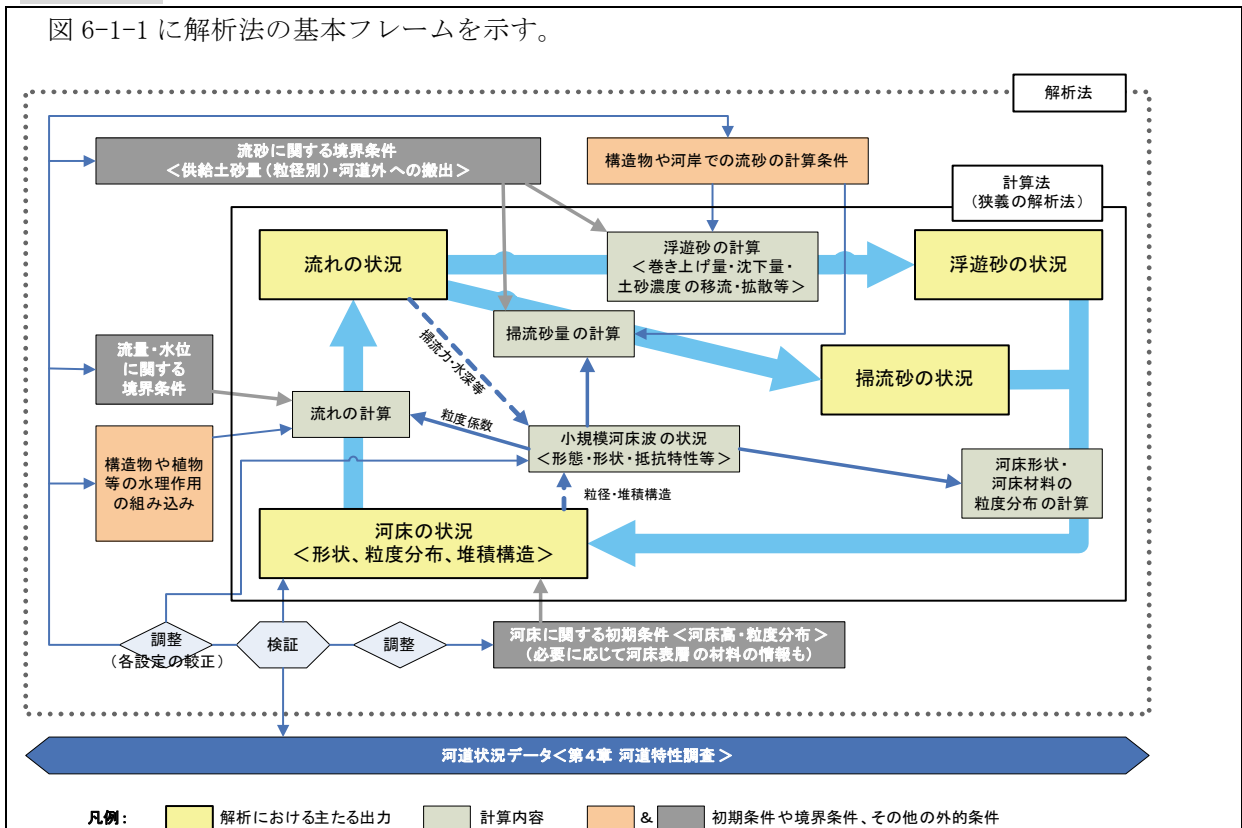 図 6-1-1 に解析法の基本フレームを示す。
解析法
流砂に関する境界条件
＜供給土砂量（粒径別）・河道外への搬出＞
構造物や河岸での流砂の計算条件
計算法
（狭義の解析法）
流れの状況
浮遊砂の計算
＜巻き上げ量・沈下量・
土砂濃度の移流・拡散等＞
浮遊砂の状況
掃流砂量の計算
掃流力・水深等
流量・水位
に関する
境界条件
掃流砂の状況
流れの計算
粒度係数
小規模河床波の状況
＜形態・形状・抵抗特性等＞
構造物や植物
等の水理作用
の組み込み
河床形状・
河床材料の
粒度分布の計算
粒径・堆積構造
河床の状況
＜形状、粒度分布、堆積構造＞
調整
（各設定の較正）
検証
調整
河床に関する初期条件＜河床高・粒度分布＞
（必要に応じて河床表層の材料の情報も）
河道状況データ＜第4章 河道特性調査＞
凡例：
解析における主たる出力
計算内容
&
初期条件や境界条件、その他の外的条件